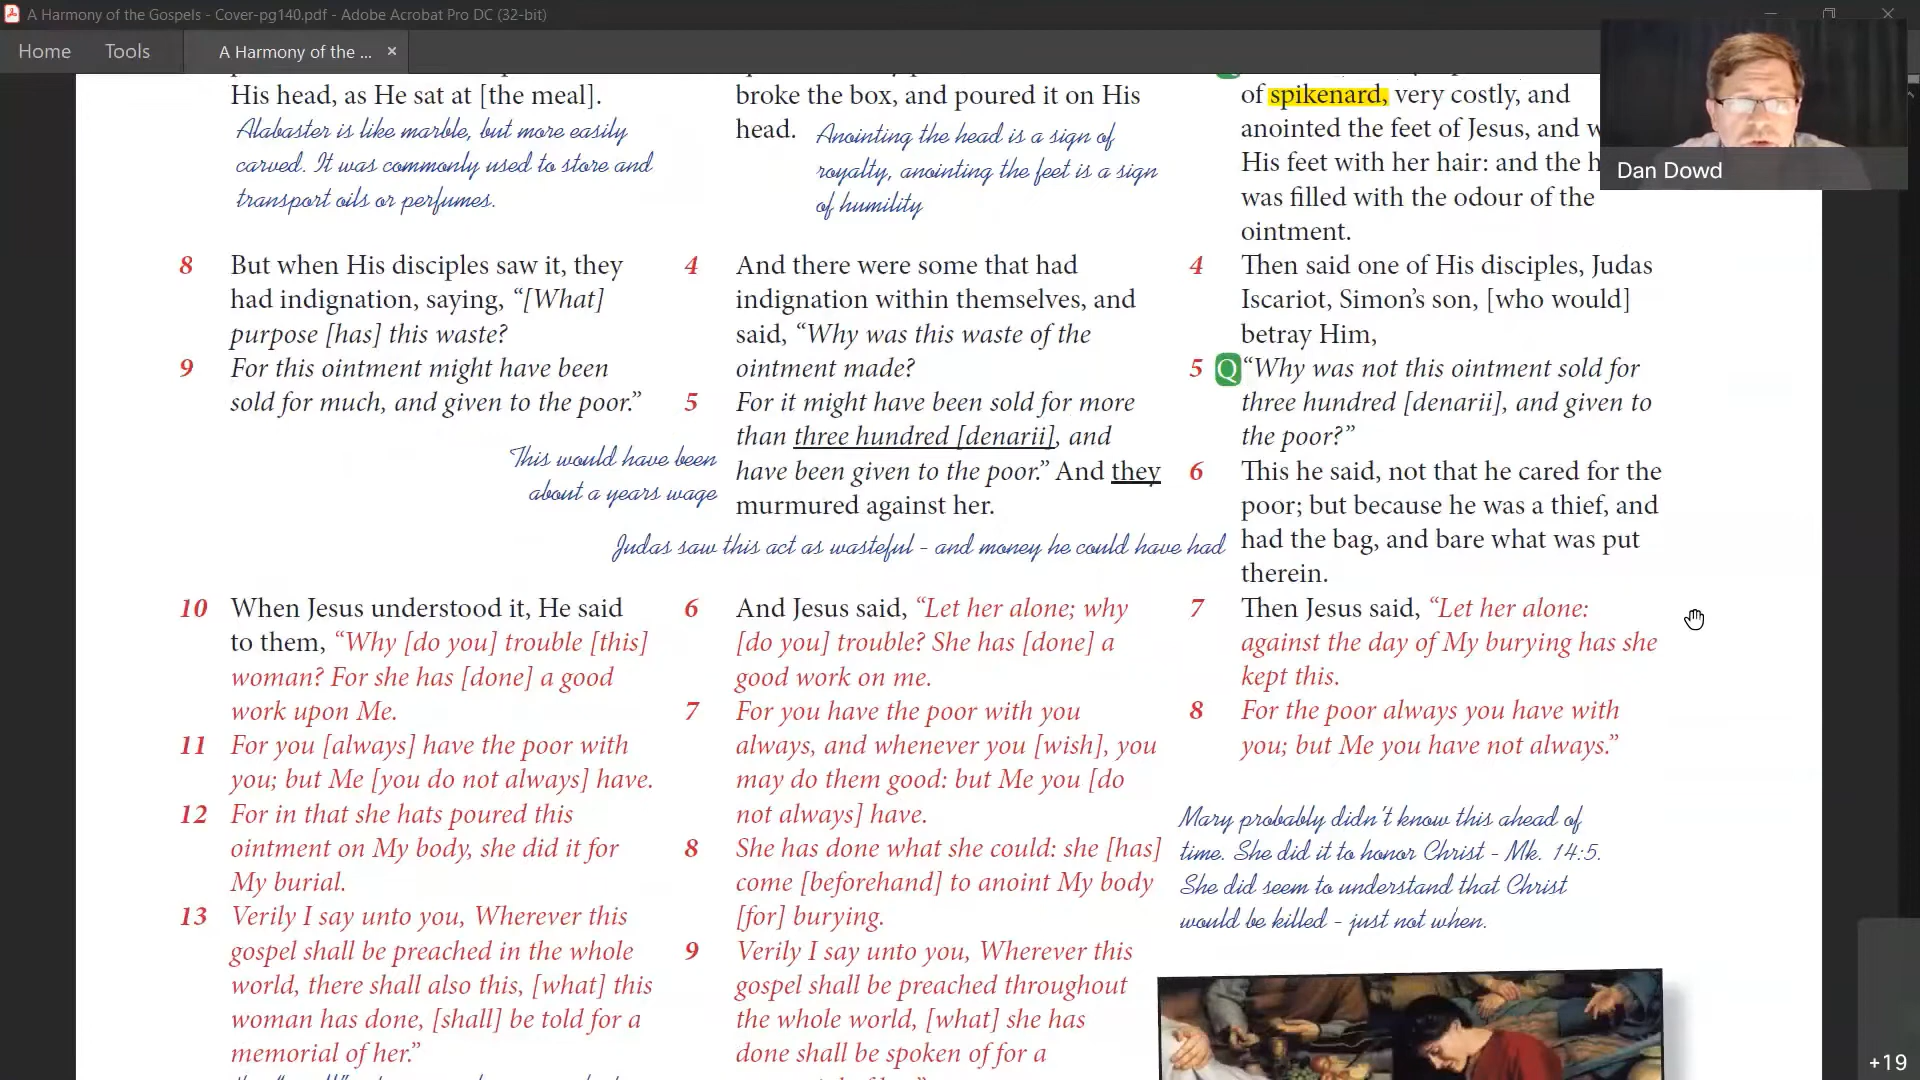 A Harmony of the Gospels - Cover-pg140.pdf - Adobe Acrobat Pro DC (32-bit)
Home
Tools
A Harmony of the ...
His head, as He sat at [the meal].
Alabaster is like marble, but more easily
carved. It was commonly used to store and
transport oils or perfumes.
8 But when His disciples saw it, they
had indignation, saying, “[What]
purpose [has] this waste?
9 For this ointment might have been
sold for much, and given to the poor.”
This would have been
about a years wage
10 When Jesus understood it, He said
to them, “Why [do you] trouble [this]
woman? For she has [done] a good
work upon Me.
11 For you [always] have the poor with
you; but Me [you do not always] have.
12 For in that she hats poured this
ointment on My body, she did it for
My burial.
13 Verily I say unto you, Wherever this
gospel shall be preached in the whole
world, there shall also this, [what] this
woman has done, [shall] be told for a
memorial of her.”
broke the box, and poured it on His
head.
Anointing the head is a sign of
royalty, anointing the feet is a sign
of humility
4 And there were some that had
indignation within themselves, and
said, “Why was this waste of the
ointment made?
5 For it might have been sold for more
than three hundred [denarii], and
have been given to the poor.” And they
murmured against her.
Judas saw this act as wasteful - and money he could have had
6 And Jesus said, “Let her alone; why
[do you] trouble? She has [done] a
good work on me.
7 For you have the poor with you
always, and whenever you [wish], you
may do them good: but Me you [do
not always] have.
8 She has done what she could: she [has]
come [beforehand] to anoint My body
[for] burying.
9 Verily I say unto you, Wherever this
gospel shall be preached throughout
the whole world, [what] she has
done shall be spoken of for a
of spikenard, very costly, and
anointed the feet of Jesus, and
His feet with her hair: and the
was filled with the odour of the
ointment.
4 Then said one of His disciples, Judas
Iscariot, Simon’s son, [who would]
betray Him,
5 Q “Why was not this ointment sold for
three hundred [denarii], and given to
the poor?”
6 This he said, not that he cared for the
poor; but because he was a thief, and
had the bag, and bare what was put
therein.
7 Then Jesus said, “Let her alone:
against the day of My burying has she
kept this.
8 For the poor always you have with
you; but Me you have not always.”
Mary probably didn't know this ahead of
time. She did it to honor Christ - Mk. 14:5.
She did seem to understand that Christ
would be killed - just not when.
Dan Dowd
+19